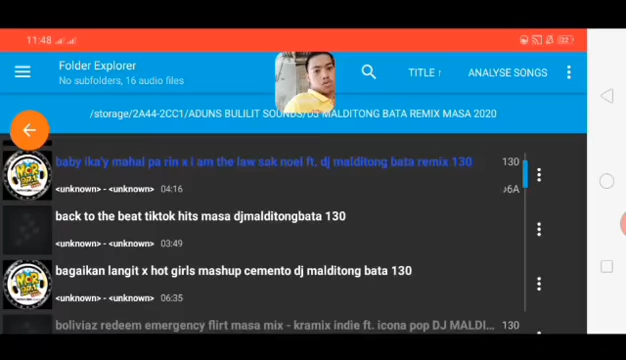 11:48
22
Folder Explorer
No subfolders, 16 audio files
TITLE ↑
ANALYSE SONGS
/storage/2A44-2CC1/ADUNS BULILIT SOUNDS/DJ MALDITONG BATA REMIX MASA 2020
baby ika'y mahal pa rin x i am the law sak noel ft. dj malditong bata remix 130
130
<unknown> - <unknown> 04:16
6A
back to the beat tiktok hits masa djmalditongbata 130
<unknown> - <unknown> 03:49
bagaikan langit x hot girls mashup cemento dj malditong bata 130
<unknown> - <unknown> 06:35
boliviaz redeem emergency flirt masa mix - kramix indie ft. icona pop DJ MALDI...
130